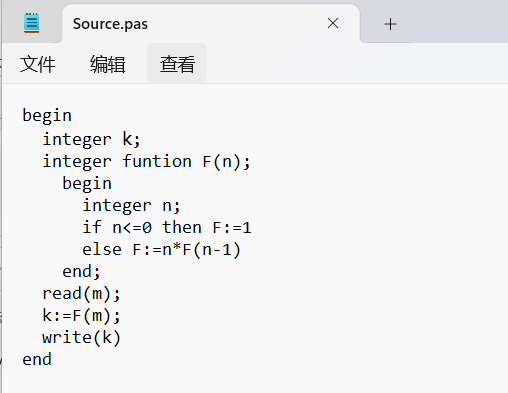 Source.pas
文件 编辑 查看
begin
integer k;
integer funtion F(n);
begin
integer n;
if n<=0 then F:=1
else F:=n*F(n-1)
end;
read(m);
k:=F(m);
write(k)
end